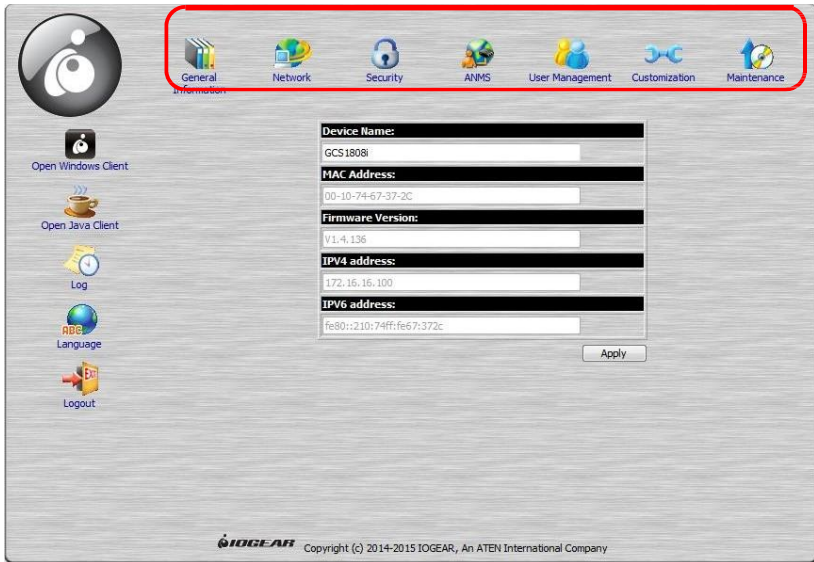 General
Information
Network
Security
ANMS
User Management
Customization
Maintenance
Open Windows Client
Open Java Client
Log
ABC
Language
EXIT
Logout
Device Name:
GCS1808i
MAC Address:
00-10-74-67-37-2C
Firmware Version:
V1.4.136
IPV4 address:
172.16.16.100
IPV6 address:
fe80::210:74ff:fe67:372c
Apply
IOGEAR Copyright (c) 2014-2015 IOGEAR, An ATEN International Company